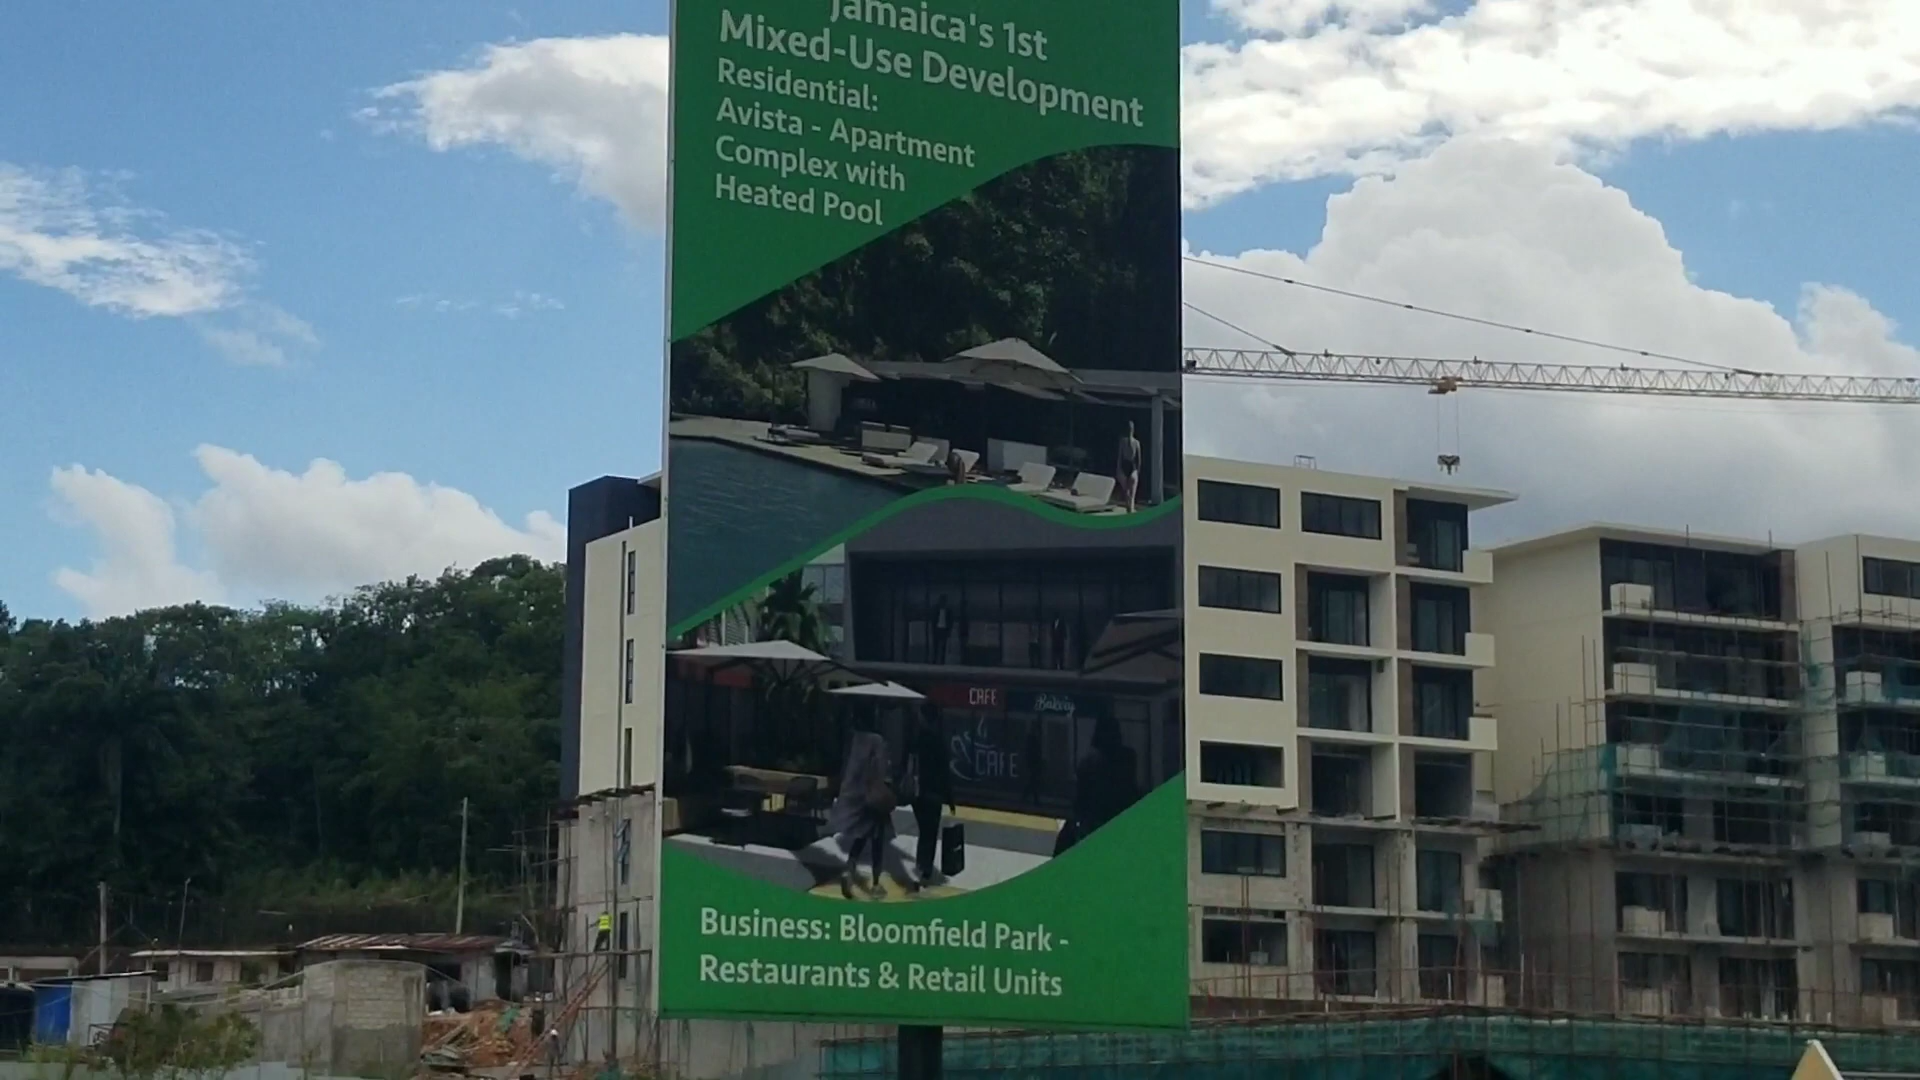 Jamaica's 1st
Mixed-Use Development
Residential:
Avista - Apartment
Complex with
Heated Pool
CAFE
Bakery
CAFE
Business: Bloomfield Park -
Restaurants & Retail Units